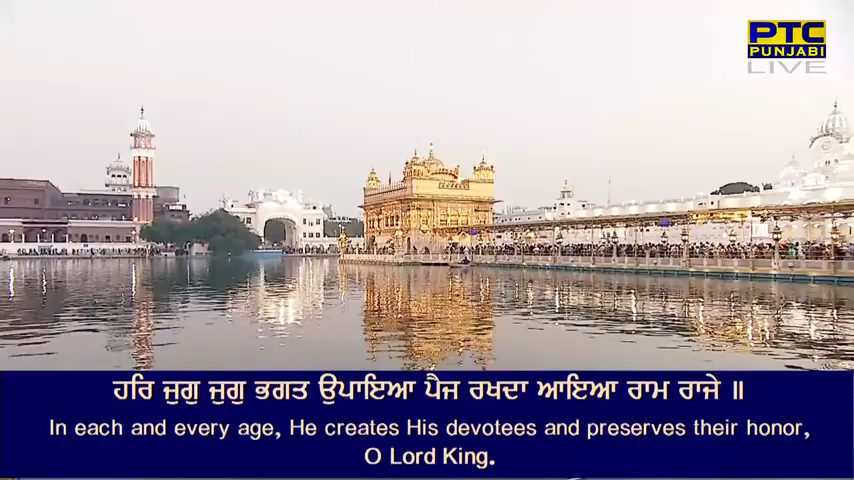 PTC
PUNJABI
LIVE
ਹਰਿ ਜੁਗੁ ਜੁਗੁ ਭਗਤ ਉਪਾਇਆ ਪੈਜ ਰਖਦਾ ਆਇਆ ਰਾਮ ਰਾਜੇ ॥
In each and every age, He creates His devotees and preserves their honor,
O Lord King.